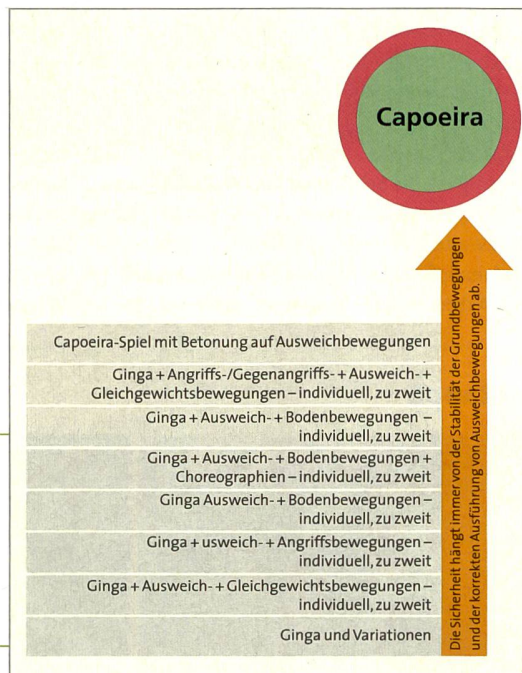 Capoeira
Capoeira-Spiel mit Betonung auf Ausweichbewegungen
Ginga + Angriffs-/Gegenangriffs- + Ausweich- +
Gleichgewichtsbewegungen – individuell, zu zweit
Ginga + Ausweich- + Bodenbewegungen –
individuell, zu zweit
Ginga + Ausweich- + Bodenbewegungen +
Choreographien – individuell, zu zweit
Ginga Ausweich- + Bodenbewegungen –
individuell, zu zweit
Ginga + usweich- + Angriffsbewegungen –
individuell, zu zweit
Ginga + Ausweich- + Gleichgewichtsbewegungen –
individuell, zu zweit
Ginga und Variationen
Die Sicherheit hängt immer von der Stabilität der Grundbewegungen
und der korrekten Ausführung von Ausweichbewegungen ab.